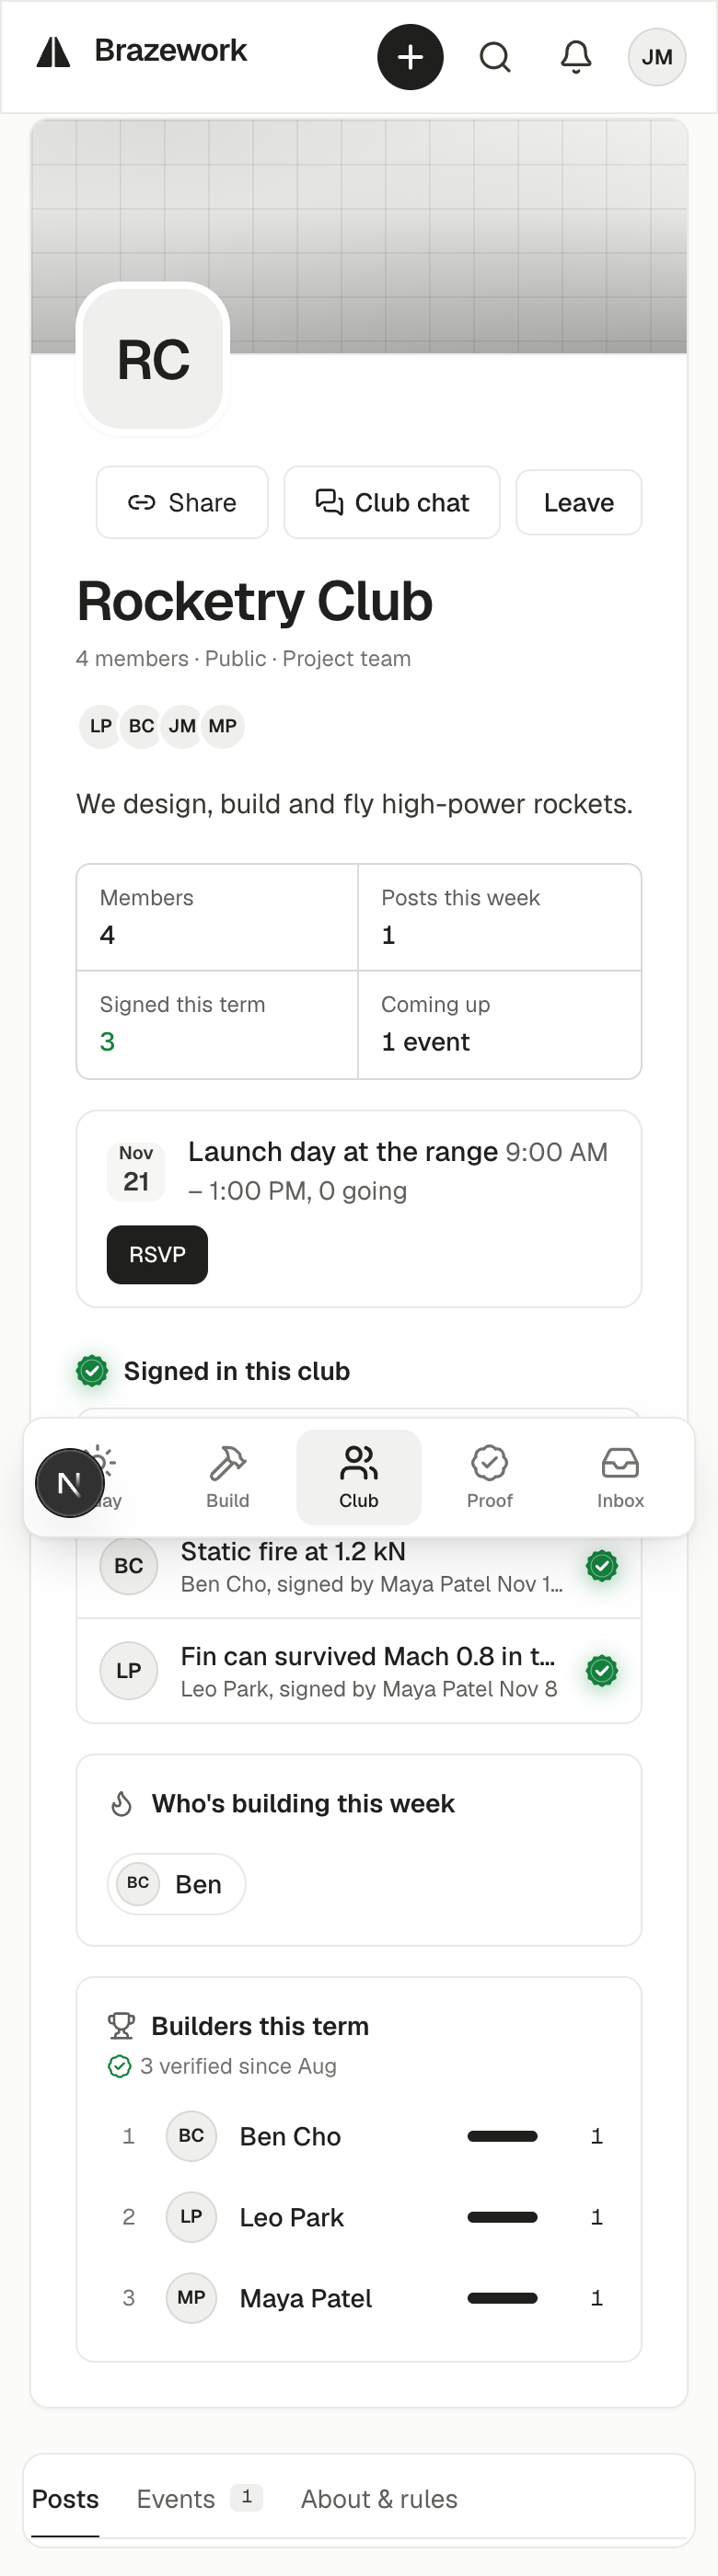 Brazework
JM
RC
Share
Club chat
Leave
Rocketry Club
4 members · Public · Project team
LP BC JM MP
We design, build and fly high-power rockets.
Members
4
Posts this week
1
Signed this term
3
Coming up
1 event
Nov
21
Launch day at the range 9:00 AM
– 1:00 PM, 0 going
RSVP
Signed in this club
N
Build
Club
Proof
Inbox
BC
Static fire at 1.2 kN
Ben Cho, signed by Maya Patel Nov 1...
LP
Fin can survived Mach 0.8 in t...
Leo Park, signed by Maya Patel Nov 8
Who's building this week
BC
Ben
Builders this term
3 verified since Aug
1 BC Ben Cho 1
2 LP Leo Park 1
3 MP Maya Patel 1
Posts
Events 1
About & rules